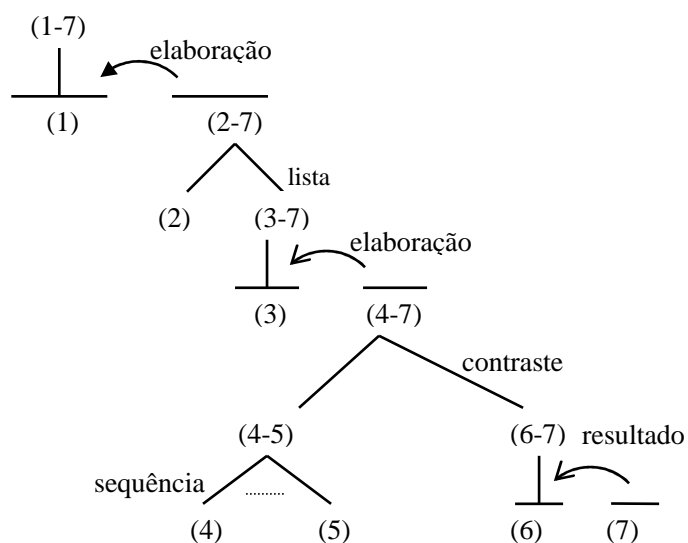 (1-7)
elaboração
(1)
(2-7)
lista
(2)
(3-7)
elaboração
(3)
(4-7)
contraste
(4-5)
(6-7)
resultado
sequência
(4)
(5)
(6)
(7)